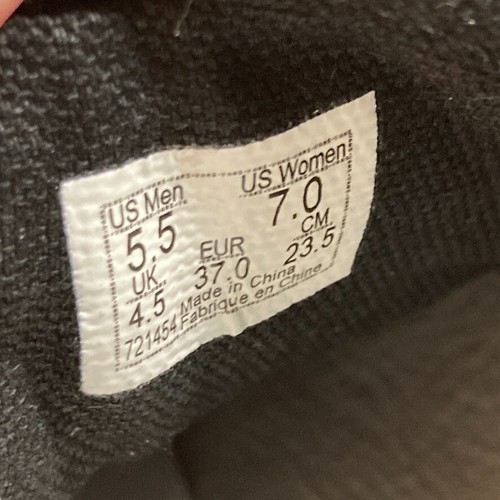 US Men US Women
5.5 7.0
UK EUR CM
4.5 37.0 23.5
721454 Made in China
Fabrique en Chine